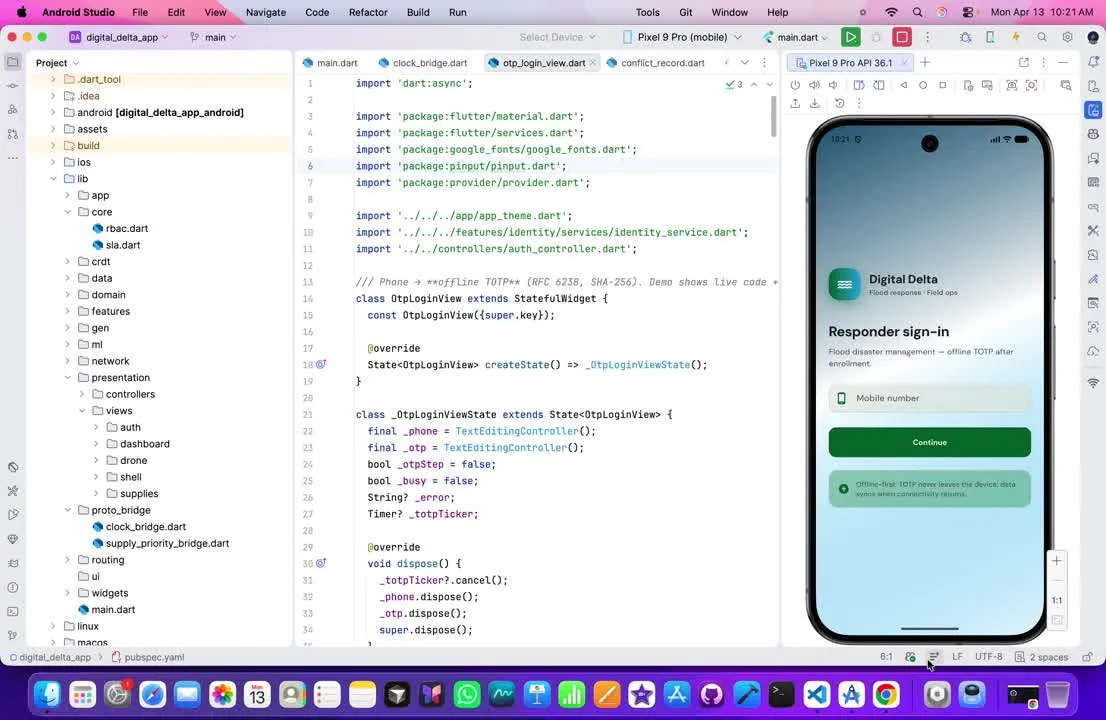 Android Studio File Edit View Navigate Code Refactor Build Run Tools Git Window Help Mon Apr 13 10:21 AM
DA digital_delta_app main Select Device Pixel 9 Pro (mobile) main.dart
Project
.dart_tool
.idea
android [digital_delta_app_android]
assets
build
ios
lib
app
core
rbac.dart
sla.dart
crdt
data
domain
features
gen
ml
network
presentation
controllers
views
auth
dashboard
drone
shell
supplies
proto_bridge
clock_bridge.dart
supply_priority_bridge.dart
routing
ui
widgets
main.dart
linux
macos
main.dart clock_bridge.dart otp_login_view.dart conflict_record.dart
3
1 import 'dart:async';
2
3 import 'package:flutter/material.dart';
4 import 'package:flutter/services.dart';
5 import 'package:google_fonts/google_fonts.dart';
6 import 'package:pinput/pinput.dart';
7 import 'package:provider/provider.dart';
8
9 import '../../../app/app_theme.dart';
10 import '../../../features/identity/services/identity_service.dart';
11 import '../../controllers/auth_controller.dart';
12
13 /// Phone → **offline TOTP** (RFC 6238, SHA-256). Demo shows live code +
14 class OtpLoginView extends StatefulWidget {
15 const OtpLoginView({super.key});
16
17 @override
18 State<OtpLoginView> createState() => _OtpLoginViewState();
19 }
20
21 class _OtpLoginViewState extends State<OtpLoginView> {
22 final _phone = TextEditingController();
23 final _otp = TextEditingController();
24 bool _otpStep = false;
25 bool _busy = false;
26 String? _error;
27 Timer? _totpTicker;
28
29 @override
30 void dispose() {
31 _totpTicker?.cancel();
32 _phone.dispose();
33 _otp.dispose();
34 super.dispose();
Pixel 9 Pro API 36.1
10:21
Digital Delta
Flood response · Field ops
Responder sign-in
Flood disaster management — offline TOTP after
enrollment.
Mobile number
Continue
Offline-first: TOTP never leaves the device; data
syncs when connectivity returns.
1:1
digital_delta_app pubspec.yaml 6:1 LF UTF-8 2 spaces
1
MON
13